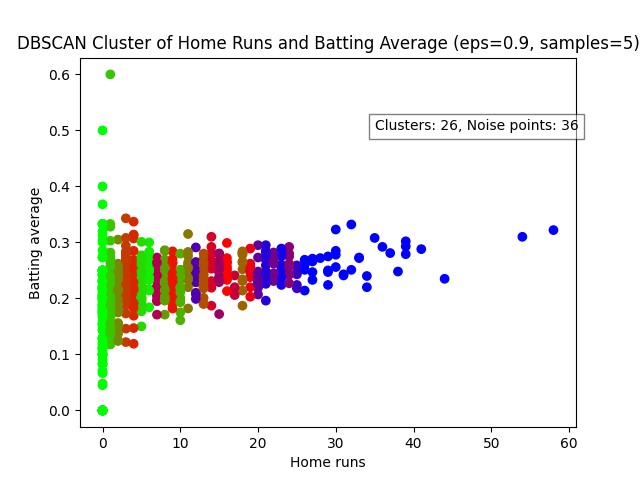 DBSCAN Cluster of Home Runs and Batting Average (eps=0.9, samples=5)
0.6
0.5
0.4
0.3
0.2
0.1
0.0
Batting average
Clusters: 26, Noise points: 36
0 10 20 30 40 50 60
Home runs